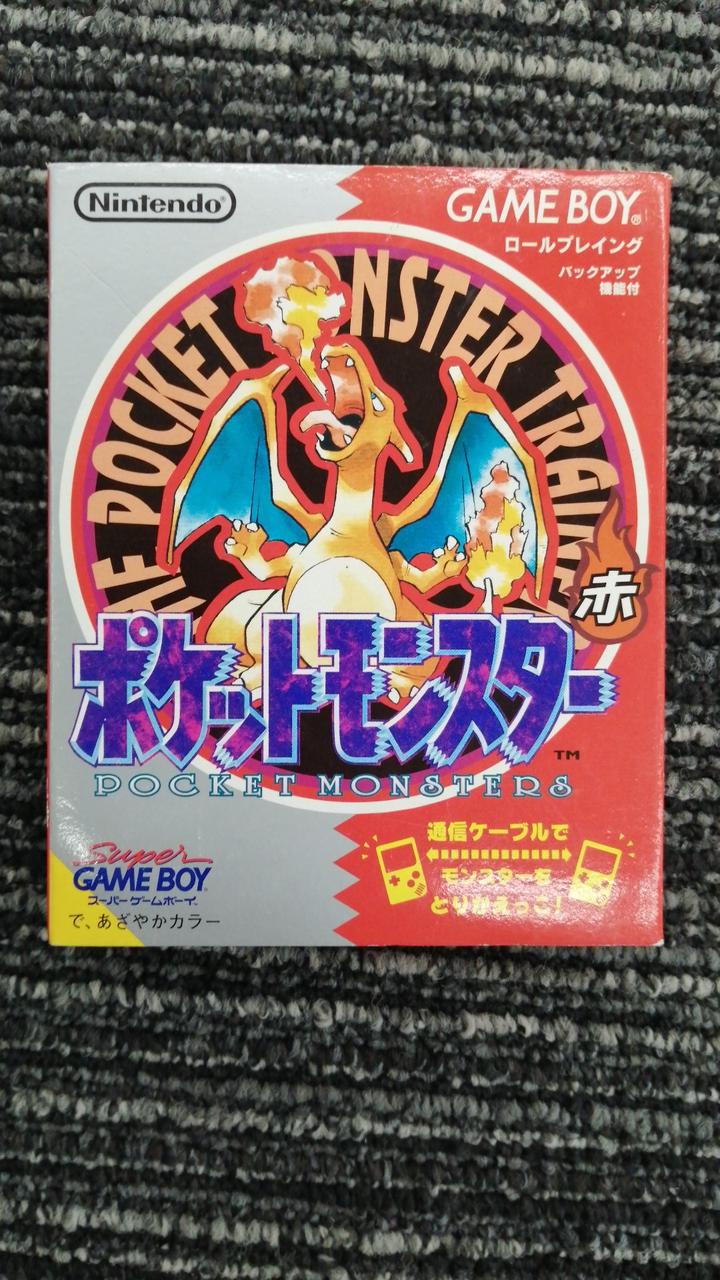 Nintendo®
GAME BOY®
ロールプレイング
バックアップ
機能付
POCKET MONSTER
赤
ポケットモンスター
TM
POCKET MONSTERS
Super
GAME BOY®
スーパーゲームボーイ
で、あざやかカラー
通信ケーブルで
モンスターを
とりかえっこ!